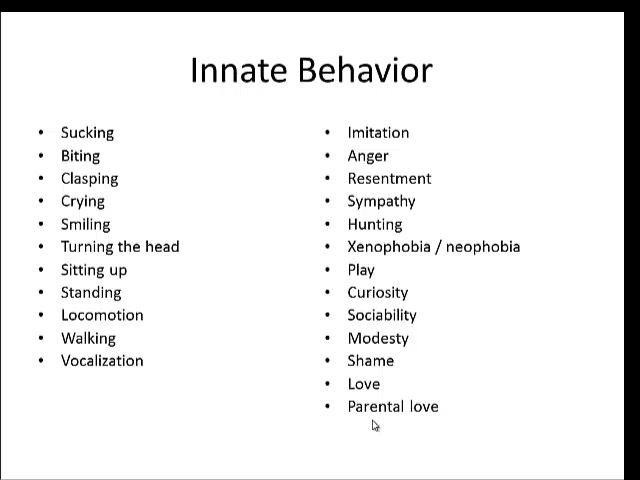 Innate Behavior
• Sucking
• Biting
• Clasping
• Crying
• Smiling
• Turning the head
• Sitting up
• Standing
• Locomotion
• Walking
• Vocalization
• Imitation
• Anger
• Resentment
• Sympathy
• Hunting
• Xenophobia / neophobia
• Play
• Curiosity
• Sociability
• Modesty
• Shame
• Love
• Parental love